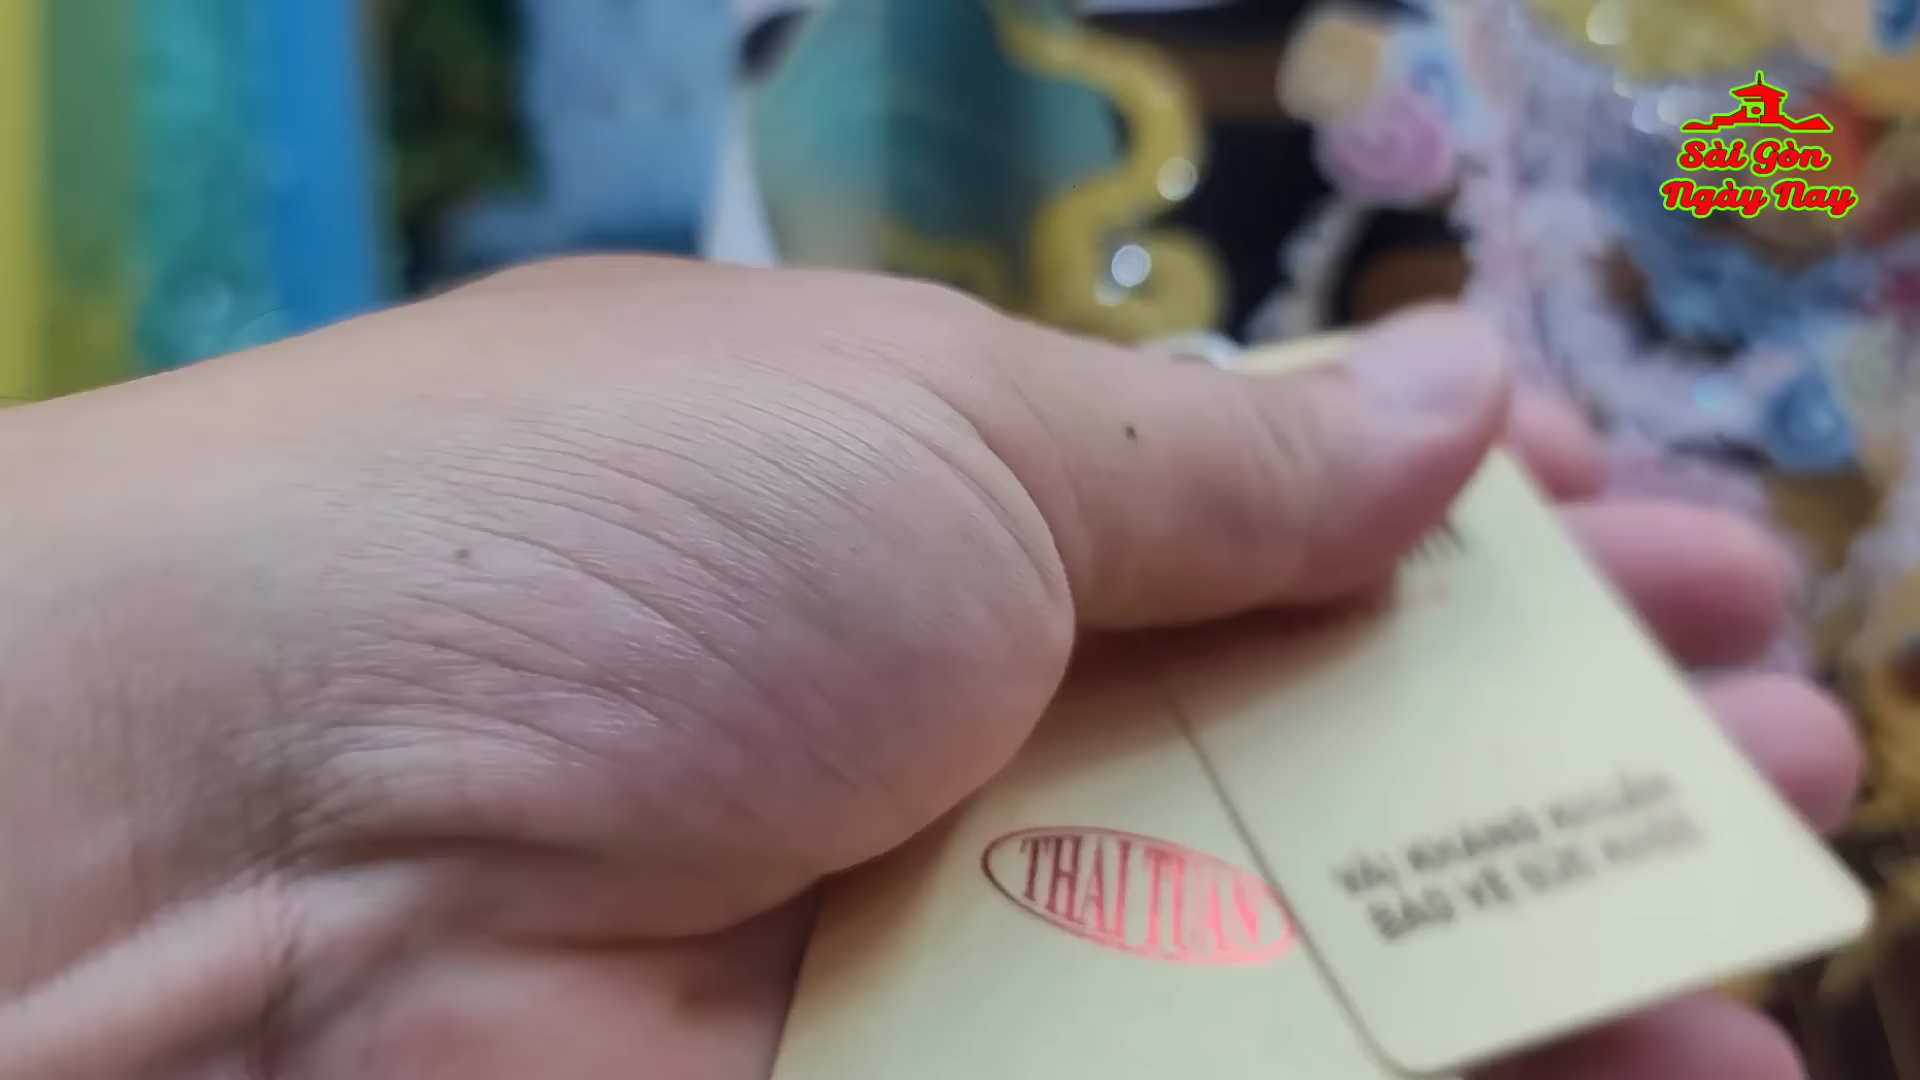 Sài Gòn
Ngày Nay
THAI TUAN
VẢI KHÁNG KHUẨN
BẢO VỆ SỨC KHỎE